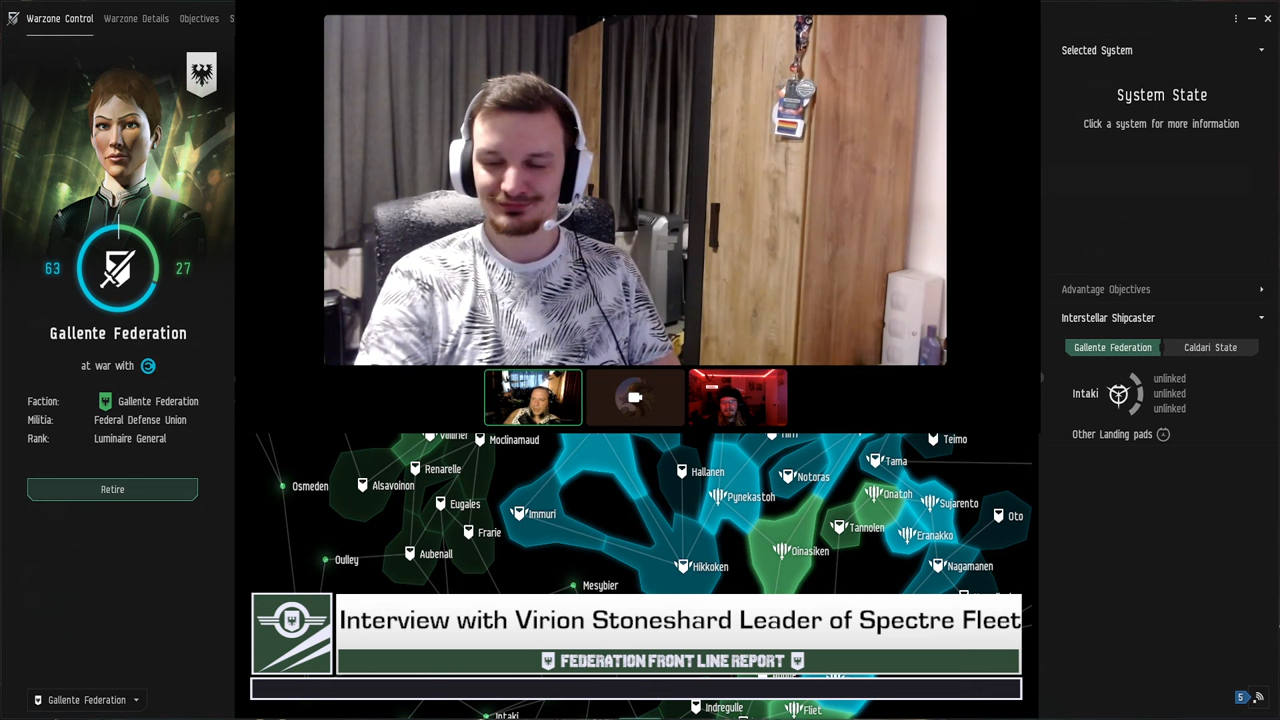 Warzone Control Warzone Details Objectives S
63 27
Gallente Federation
at war with
Faction: Gallente Federation
Militia: Federal Defense Union
Rank: Luminaire General
Retire
Gallente Federation
Selected System
System State
Click a system for more information
Advantage Objectives
Interstellar Shipcaster
Gallente Federation Caldari State
Intaki
unlinked
unlinked
unlinked
Other Landing pads
5
Moclinamaud
Teimo
Renarelle
Hallanen
Tama
Osmeden
Alsavoinon
Notoras
Pynekastoh
Onatoh
Eugales
Sujarento
Immuri
Oto
Tannolen
Frarie
Eranakko
Aubenall
Oinasiken
Oulley
Hikkoken
Nagamanen
Mesybier
Interview with Virion Stoneshard Leader of Spectre Fleet
FEDERATION FRONT LINE REPORT
Indregulle
Fliet
Intaki